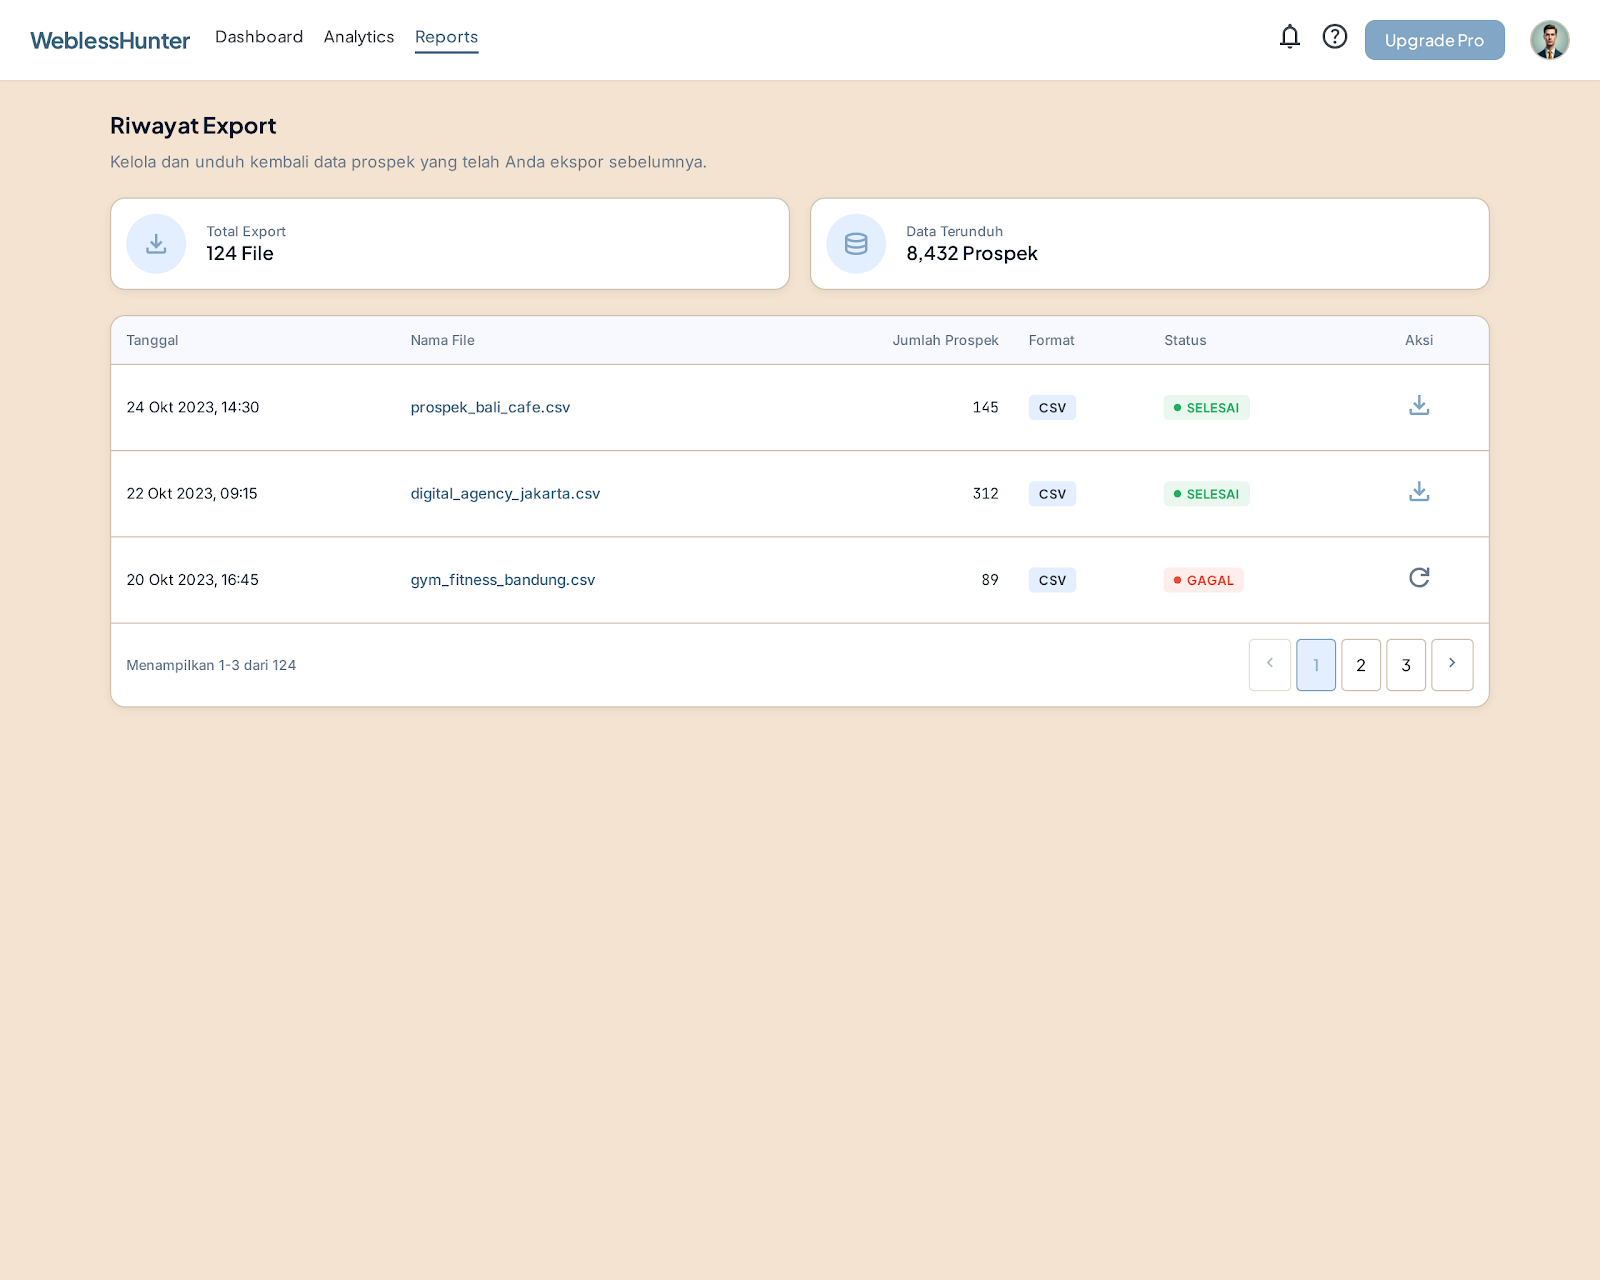 WeblessHunter
Dashboard
Analytics
Reports
Upgrade Pro
Riwayat Export
Kelola dan unduh kembali data prospek yang telah Anda ekspor sebelumnya.
Total Export
124 File
Data Terunduh
8,432 Prospek
Tanggal Nama File Jumlah Prospek Format Status Aksi
24 Okt 2023, 14:30 prospek_bali_cafe.csv 145 CSV SELESAI
22 Okt 2023, 09:15 digital_agency_jakarta.csv 312 CSV SELESAI
20 Okt 2023, 16:45 gym_fitness_bandung.csv 89 CSV GAGAL
Menampilkan 1-3 dari 124
1 2 3